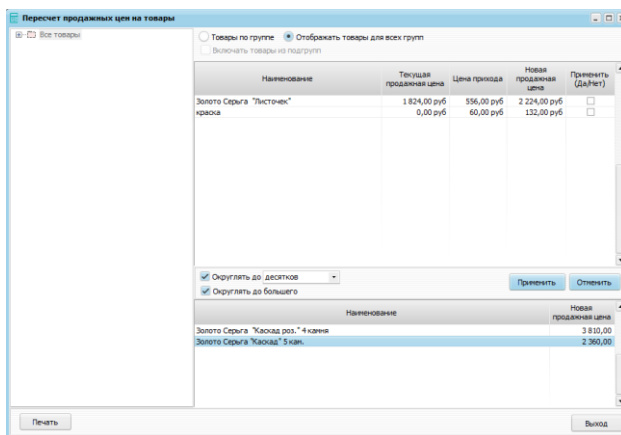 Пересчет продажных цен на товары
Все товары
Товары по группе Отображать товары для всех групп
Включать товары из подгрупп
Наименование Текущая продажная цена Цена прихода Новая продажная цена Применить (Да/Нет)
Золото Серьга "Листочек" 1 824,00 руб 556,00 руб 2 224,00 руб
краска 0,00 руб 60,00 руб 132,00 руб
Округлять до десятков
Округлять до большего
Применить Отменить
Наименование Новая продажная цена
Золото Серьга "Каскад роз." 4 камня 3 810,00
Золото Серьга "Каскад" 5 кам. 2 360,00
Печать Выход